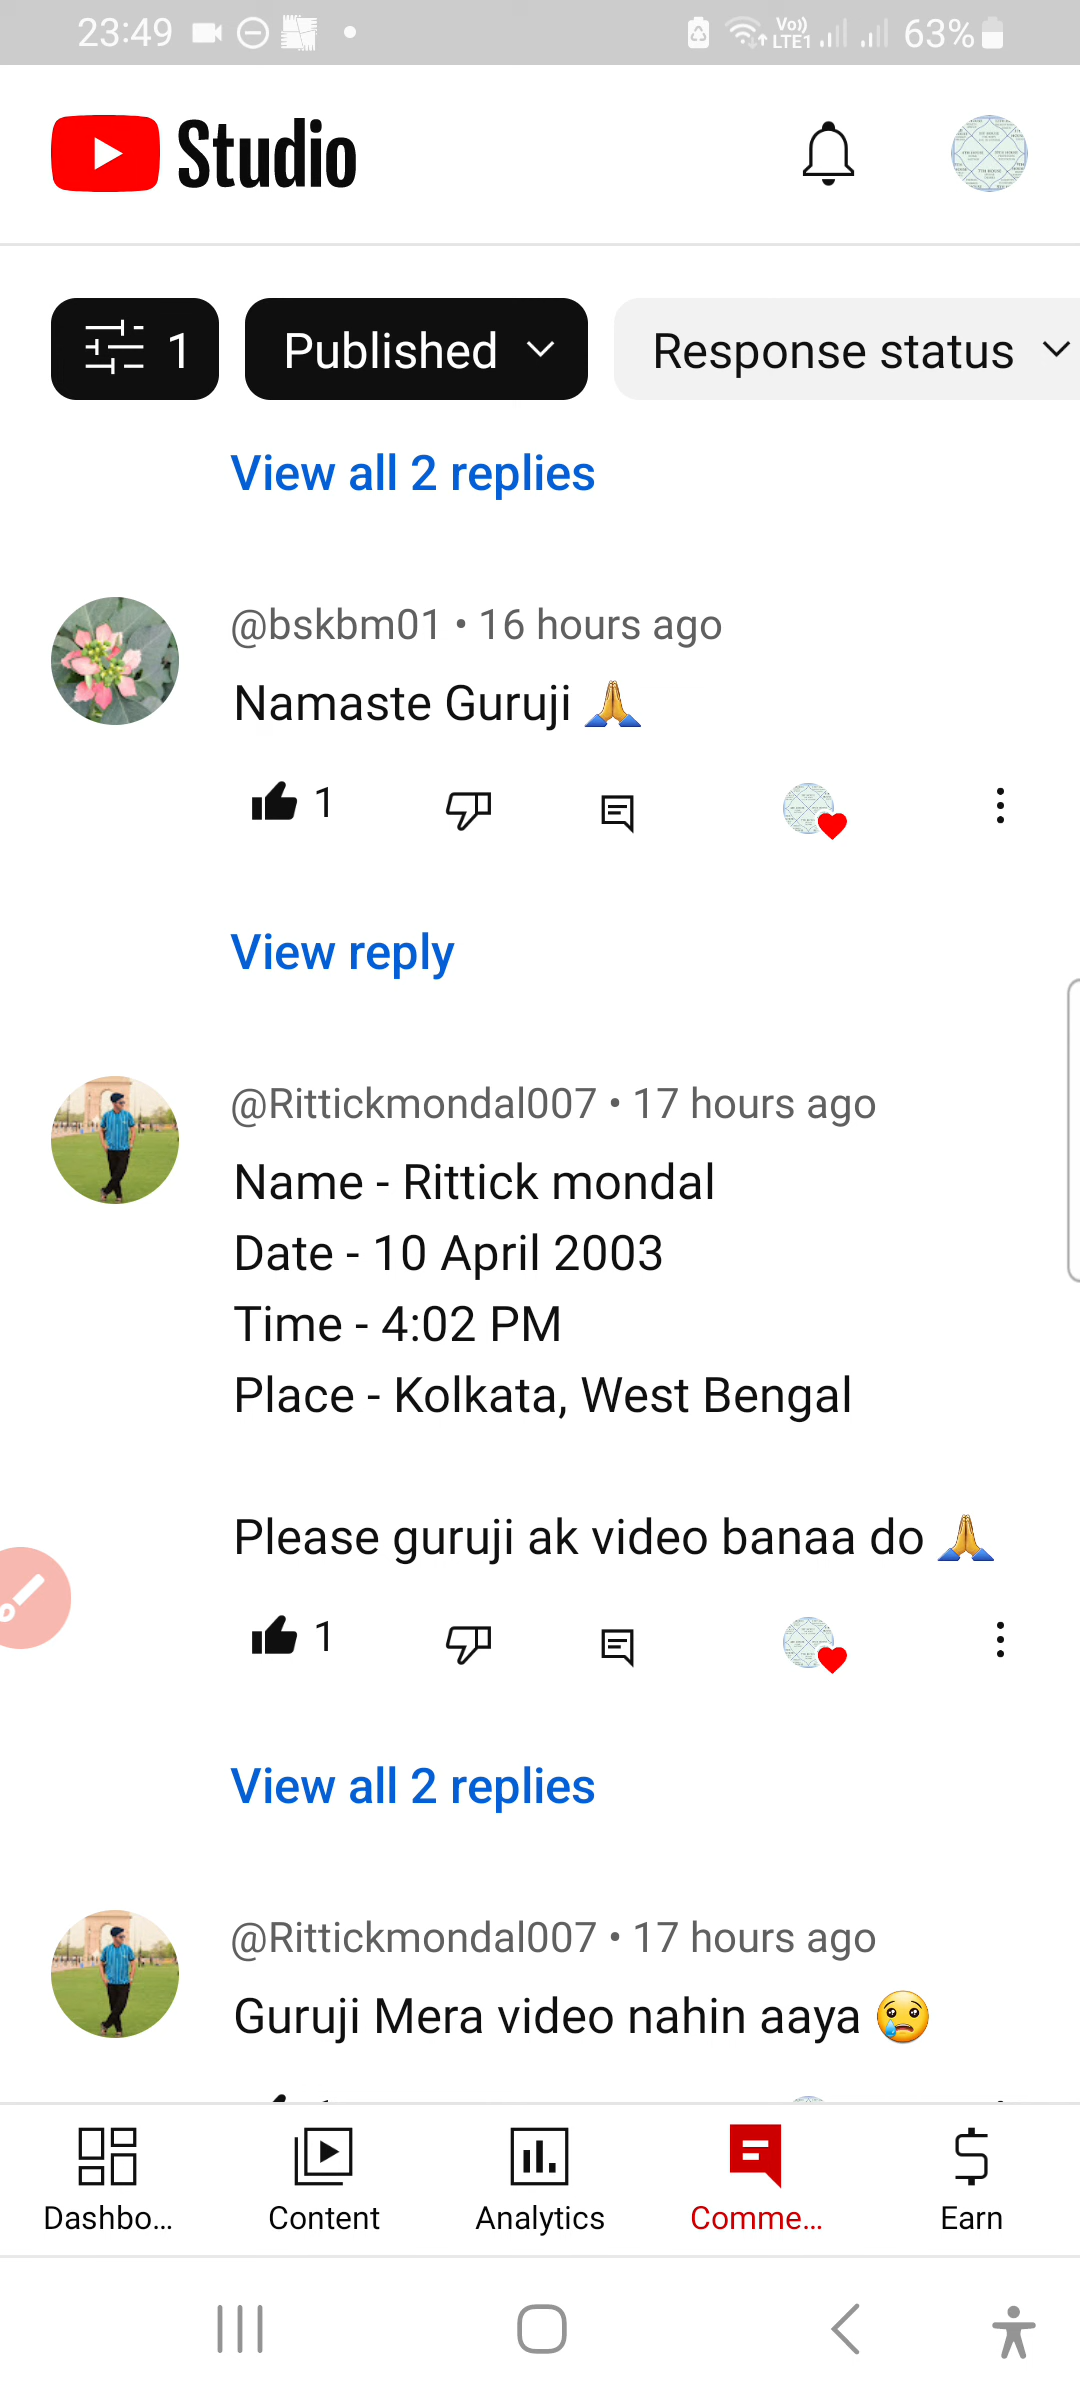 23:49 Vo)) LTE1 63%
Studio
1 Published Response status
View all 2 replies
@bskbm01 • 16 hours ago
Namaste Guruji 🙏
1
View reply
@Rittickmondal007 • 17 hours ago
Name - Rittick mondal
Date - 10 April 2003
Time - 4:02 PM
Place - Kolkata, West Bengal
Please guruji ak video banaa do 🙏
1
View all 2 replies
@Rittickmondal007 • 17 hours ago
Guruji Mera video nahin aaya 😢
Dashbo... Content Analytics Comme... Earn